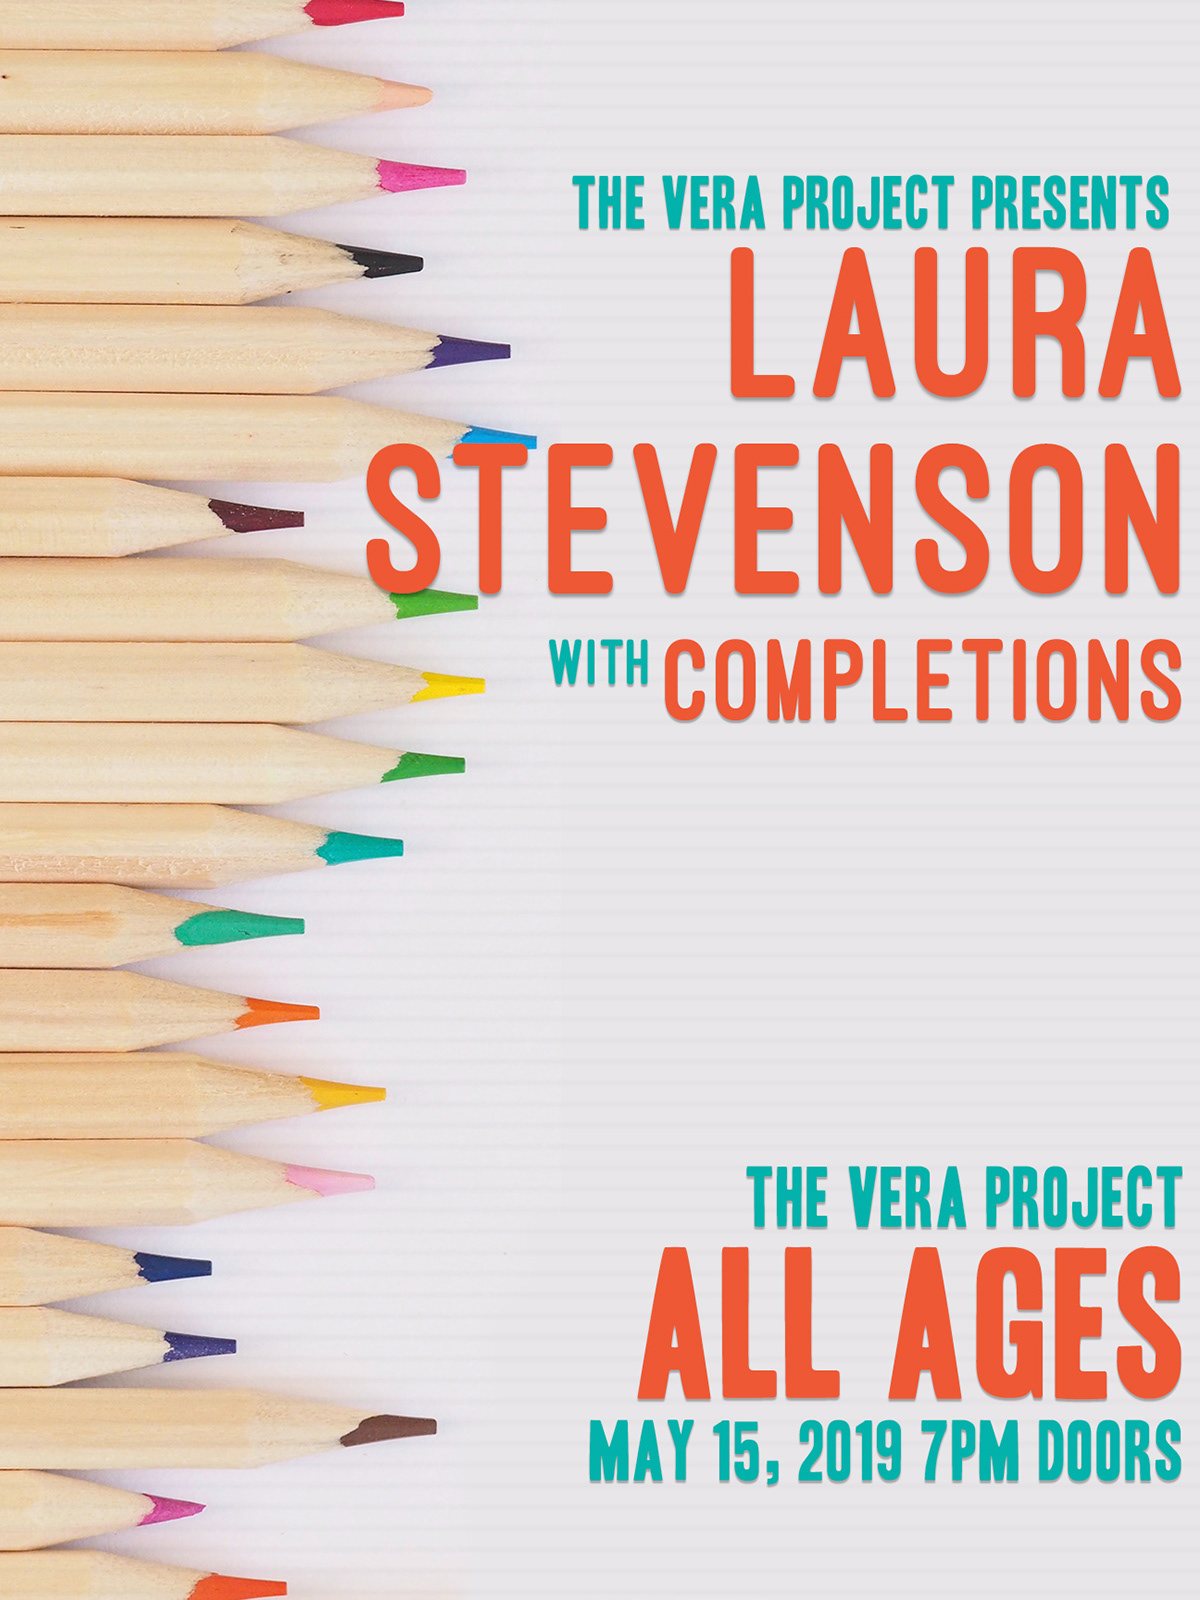 THE VERA PROJECT PRESENTS
LAURA
STEVENSON
WITH COMPLETIONS
THE VERA PROJECT
ALL AGES
MAY 15, 2019 7PM DOORS